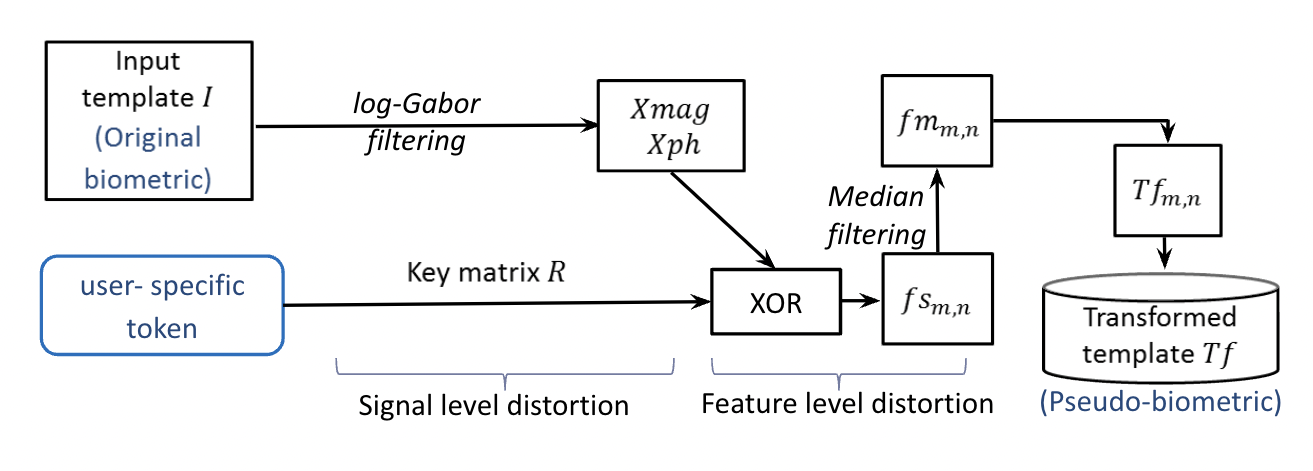 Input
template I
(Original
biometric)
log-Gabor
filtering
Xmag
Xph
fm_{m,n}
Tf_{m,n}
Median
filtering
user- specific
token
Key matrix R
XOR
fs_{m,n}
Transformed
template Tf
(Pseudo-biometric)
Signal level distortion
Feature level distortion